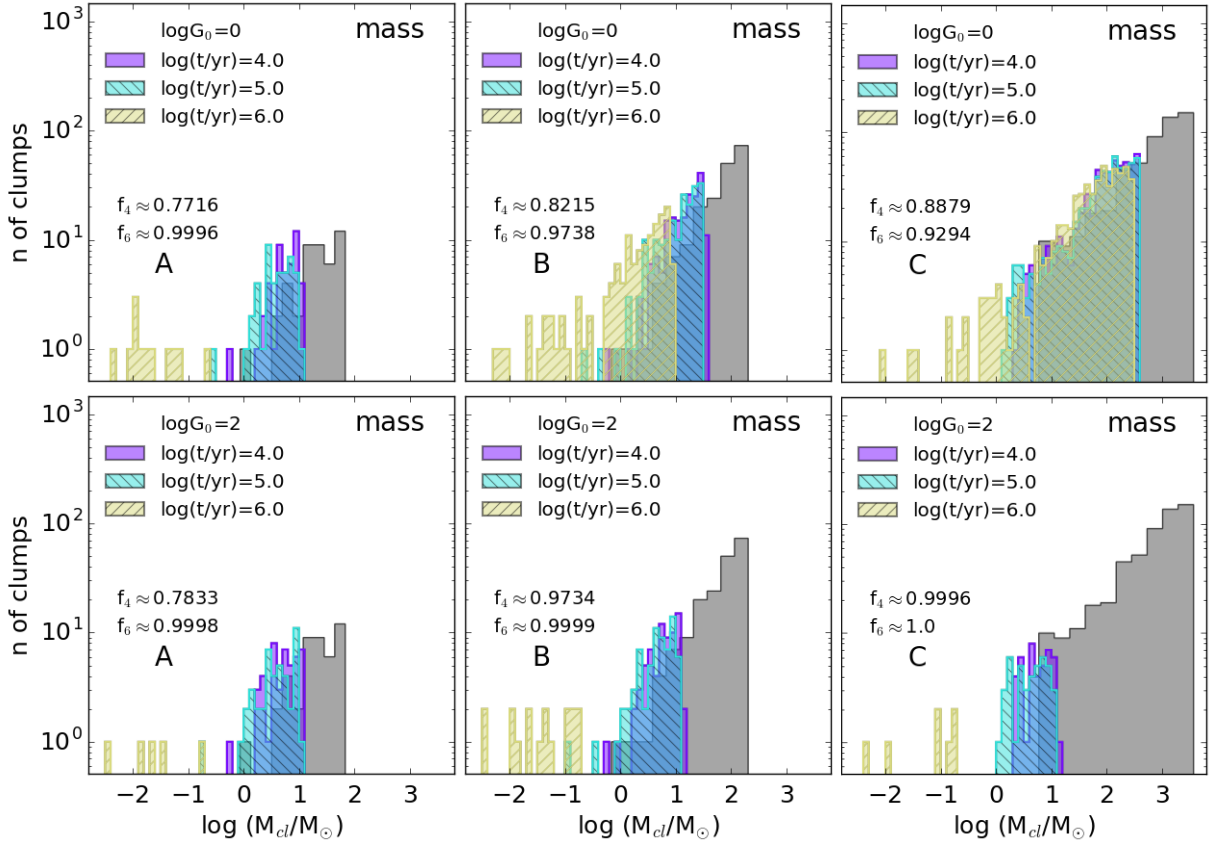 logG₀=0 mass
log(t/yr)=4.0
log(t/yr)=5.0
log(t/yr)=6.0
f₄≈0.7716
f₆≈0.9996
A
logG₀=0 mass
log(t/yr)=4.0
log(t/yr)=5.0
log(t/yr)=6.0
f₄≈0.8215
f₆≈0.9738
B
logG₀=0 mass
log(t/yr)=4.0
log(t/yr)=5.0
log(t/yr)=6.0
f₄≈0.8879
f₆≈0.9294
C
n of clumps
10³
10²
10¹
10⁰
logG₀=2 mass
log(t/yr)=4.0
log(t/yr)=5.0
log(t/yr)=6.0
f₄≈0.7833
f₆≈0.9998
A
logG₀=2 mass
log(t/yr)=4.0
log(t/yr)=5.0
log(t/yr)=6.0
f₄≈0.9734
f₆≈0.9999
B
logG₀=2 mass
log(t/yr)=4.0
log(t/yr)=5.0
log(t/yr)=6.0
f₄≈0.9996
f₆≈1.0
C
n of clumps
10³
10²
10¹
10⁰
−2 −1 0 1 2 3
log (M_cl/M_⊙)
−2 −1 0 1 2 3
log (M_cl/M_⊙)
−2 −1 0 1 2 3
log (M_cl/M_⊙)